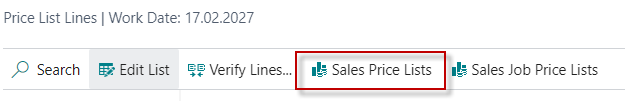 Price List Lines | Work Date: 17.02.2027
Search Edit List Verify Lines... Sales Price Lists Sales Job Price Lists